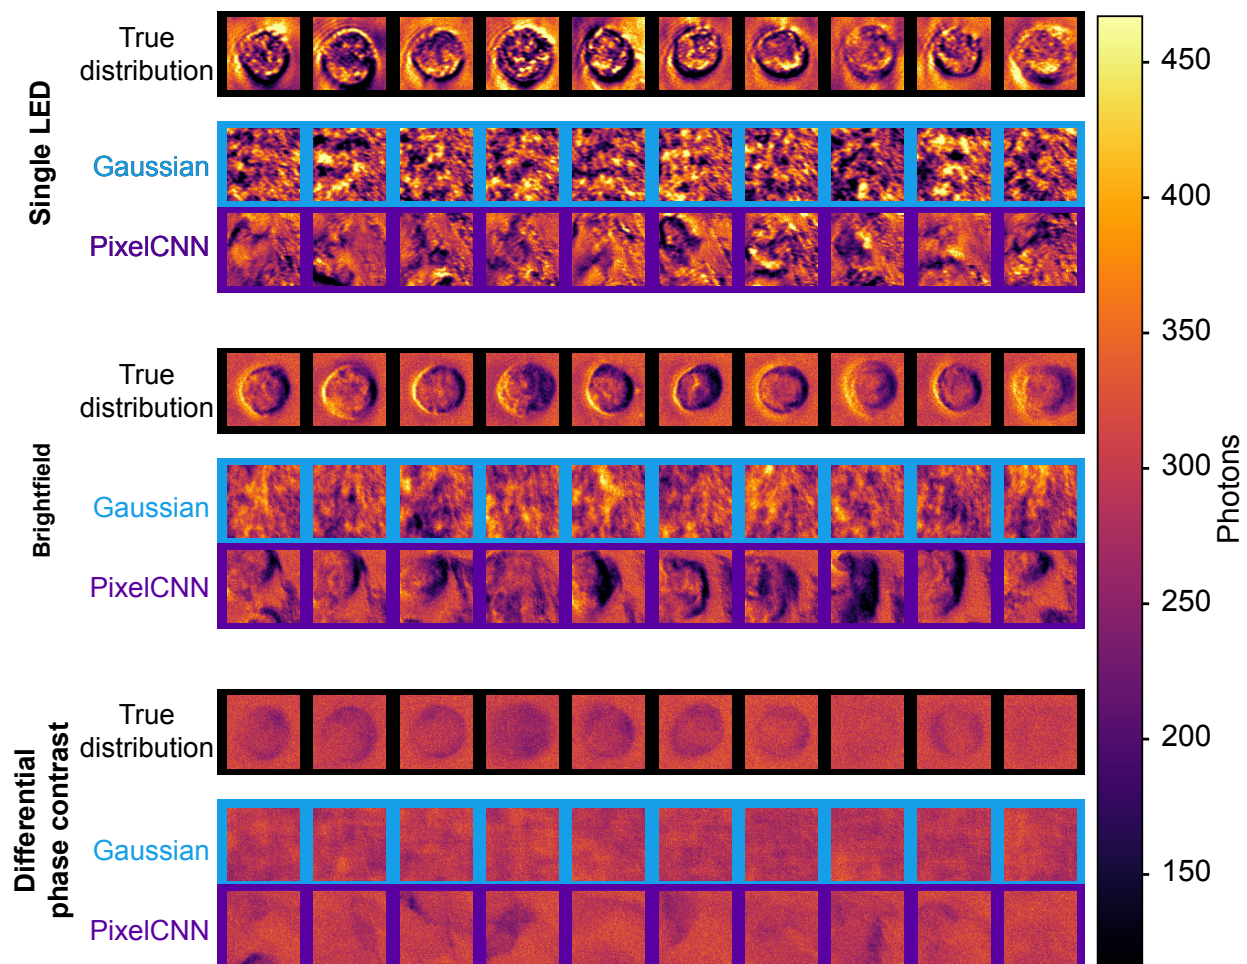 Single LED
True
distribution
Gaussian
PixelCNN
Brightfield
True
distribution
Gaussian
PixelCNN
Differential
phase contrast
True
distribution
Gaussian
PixelCNN
450
400
350
300
250
200
150
Photons